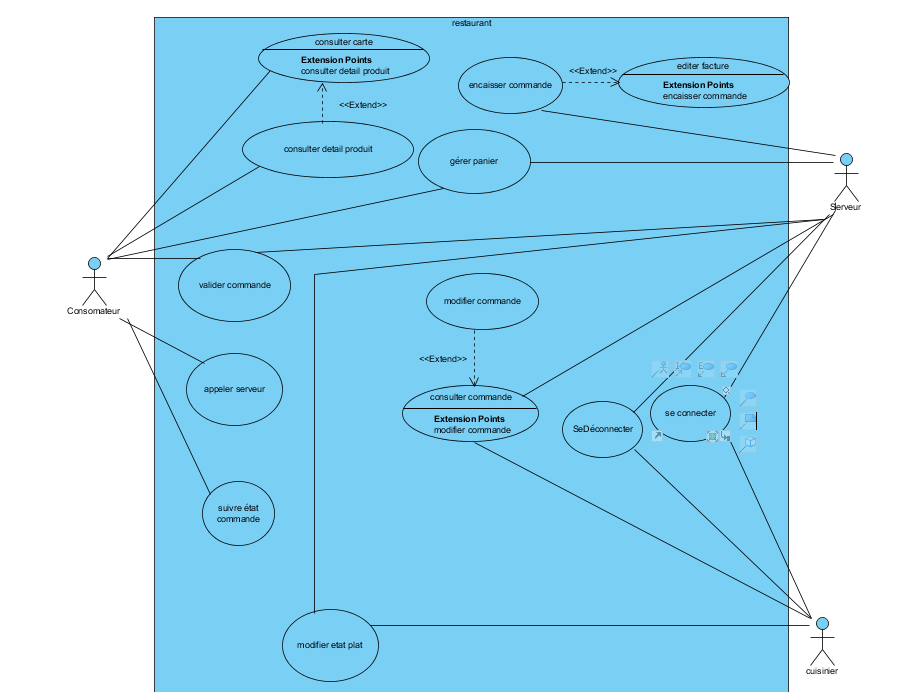 restaurant
consulter carte
Extension Points
consulter detail produit
<<Extend>>
editer facture
Extension Points
encaisser commande
encaisser commande
<<Extend>>
consulter detail produit
gérer panier
Serveur
valider commande
Consomateur
modifier commande
<<Extend>>
appeler serveur
consulter commande
Extension Points
modifier commande
se connecter
SeDéconnecter
suivre état
commande
modifier etat plat
cuisinier